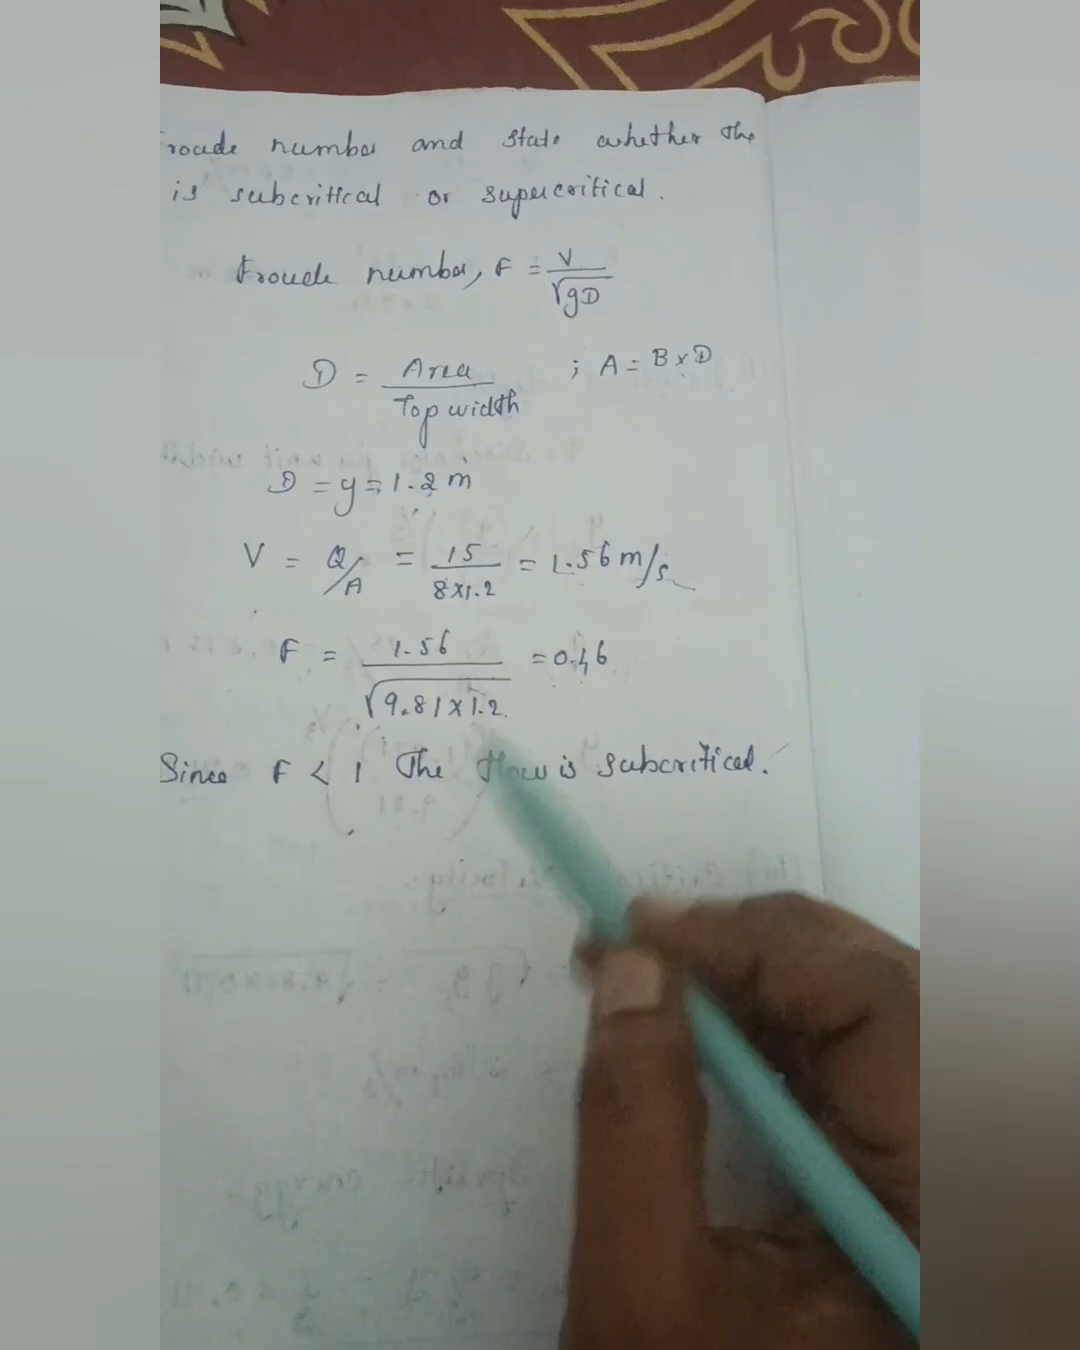 roude number and state whether the
is subcritical or supercritical.
Froude number, F = V/√gD
D = Area/Top width ; A = B×D
D = y = 1.2 m
V = Q/A = 15/8×1.2 = 1.56 m/s
F = 1.56/√9.81×1.2 = 0.46
Since F < 1 The flow is subcritical.